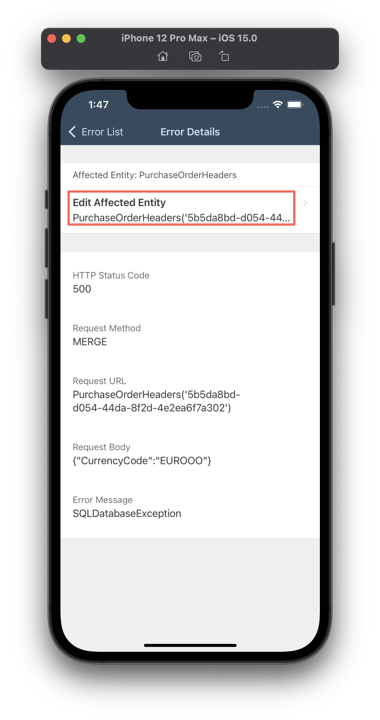 iPhone 12 Pro Max – iOS 15.0
1:47
Error List
Error Details
Affected Entity: PurchaseOrderHeaders
Edit Affected Entity
PurchaseOrderHeaders('5b5da8bd-d054-44...
HTTP Status Code
500
Request Method
MERGE
Request URL
PurchaseOrderHeaders('5b5da8bd-
d054-44da-8f2d-4e2ea6f7a302')
Request Body
{"CurrencyCode":"EUROOO"}
Error Message
SQLDatabaseException